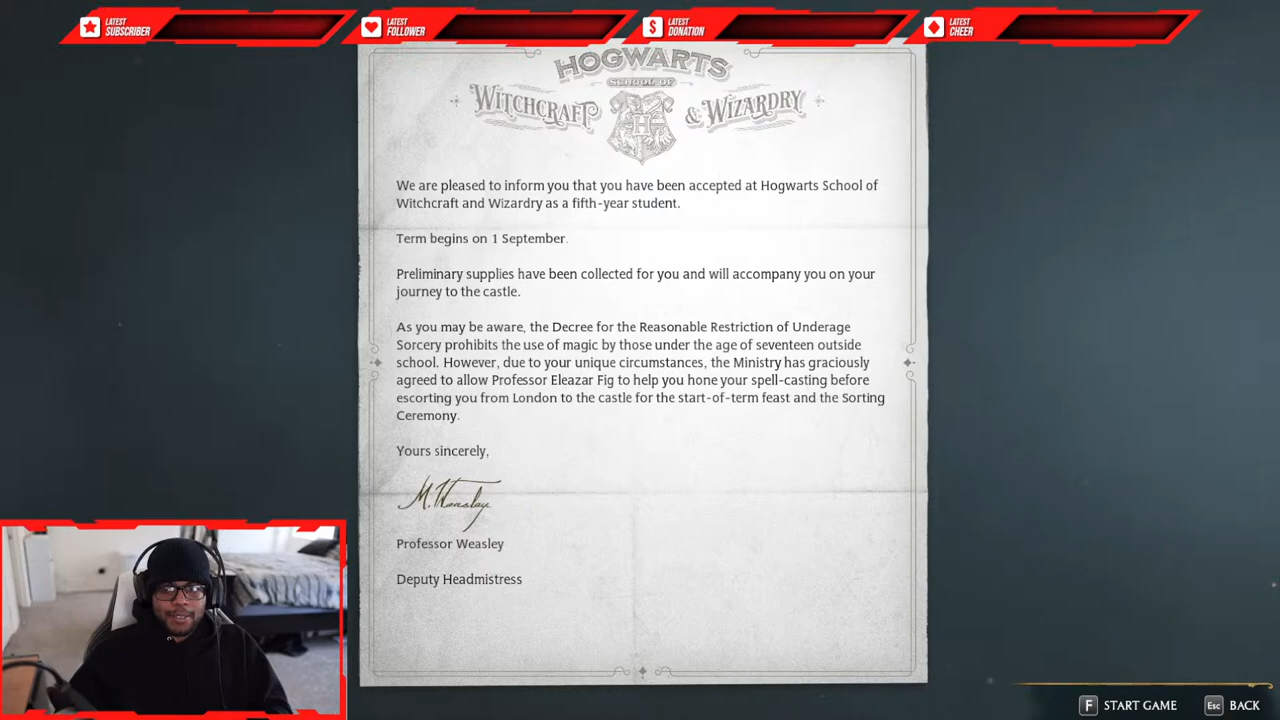 LATEST
SUBSCRIBER
LATEST
FOLLOWER
$
LATEST
DONATION
LATEST
CHEER
HOGWARTS
SCHOOL OF
WITCHCRAFT & WIZARDRY
H
We are pleased to inform you that you have been accepted at Hogwarts School of
Witchcraft and Wizardry as a fifth-year student.
Term begins on 1 September.
Preliminary supplies have been collected for you and will accompany you on your
journey to the castle.
As you may be aware, the Decree for the Reasonable Restriction of Underage
Sorcery prohibits the use of magic by those under the age of seventeen outside
school. However, due to your unique circumstances, the Ministry has graciously
agreed to allow Professor Eleazar Fig to help you hone your spell-casting before
escorting you from London to the castle for the start-of-term feast and the Sorting
Ceremony.
Yours sincerely,
M. Weasley
Professor Weasley
Deputy Headmistress
F START GAME Esc BACK